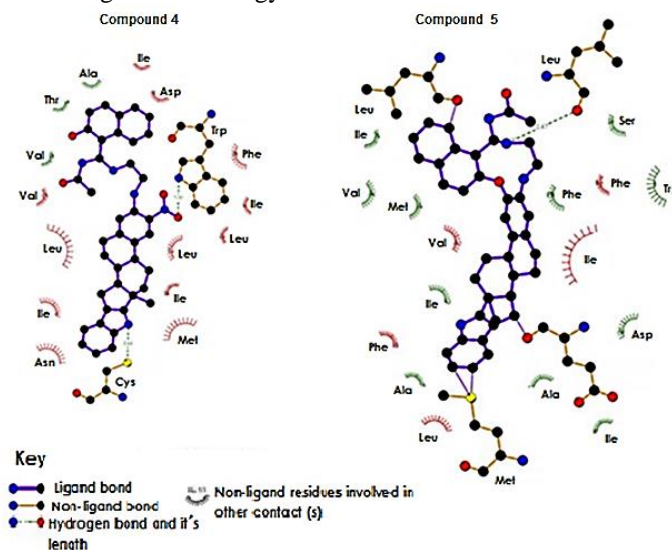 Compound 4
Compound 5
Ile
Ala
Asp
Thr
Trp
Val
Phe
Val
Ile
Leu
Leu
Leu
Ile
Ile
Met
Asn
Cys
Leu
Leu
Ile
Ser
Val
Met
Phe
Phe
Val
Ile
Ile
Asp
Phe
Ala
Ala
Leu
Ile
Met
Key
Ligand bond
Non-ligand bond
Hydrogen bond and it's
length
Non-ligand residues involved in
other contact (s)